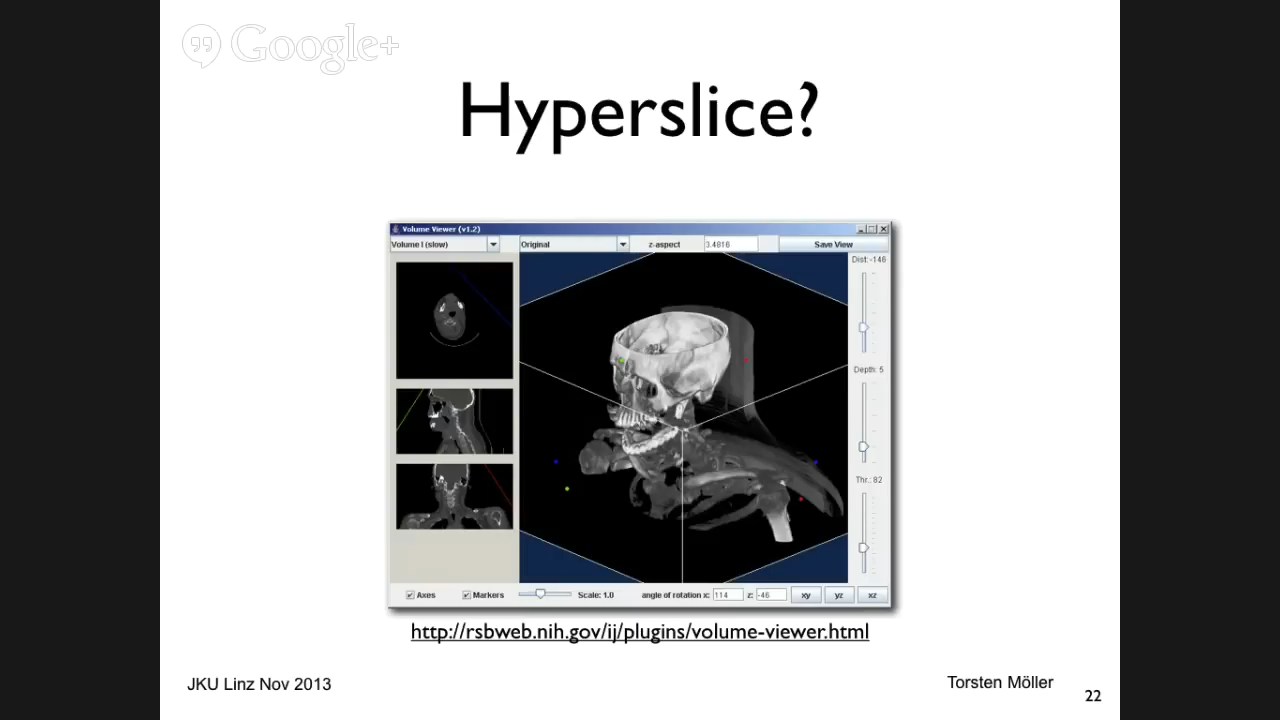 Google+
Hyperslice?
Volume Viewer (v1.2)
Volume I (slow) Original z-aspect 3.4816 Save View
Dist: -146
Depth: 5
Thr.: 82
Axes Markers Scale: 1.0 angle of rotation x: 114 z: -46 xy yz xz
http://rsbweb.nih.gov/ij/plugins/volume-viewer.html
JKU Linz Nov 2013
Torsten Möller
22